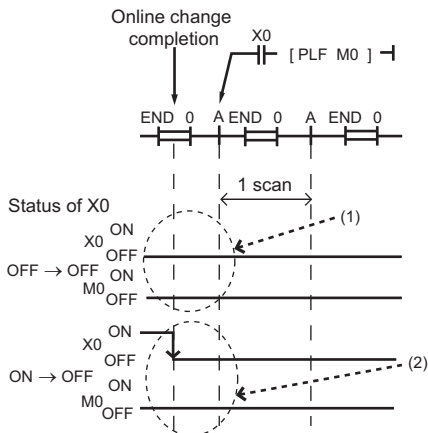 Online change
completion
X0
[ PLF M0 ]
END 0 A END 0 A END 0
1 scan
Status of X0
(1)
ON
X0
OFF
OFF → OFF
ON
M0
OFF
ON
X0
OFF
ON → OFF
(2)
ON
M0
OFF